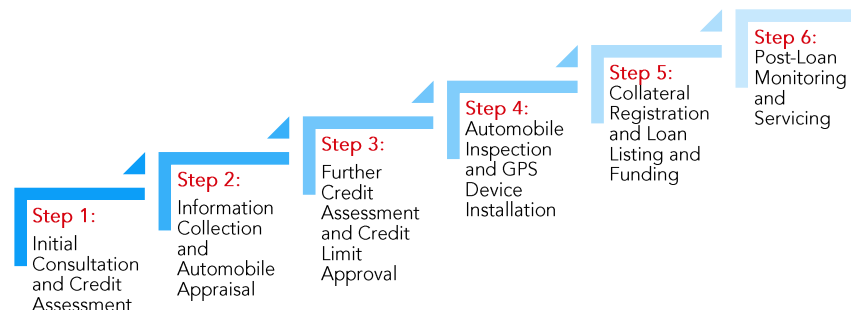 Step 1:
Initial
Consultation
and Credit
Assessment
Step 2:
Information
Collection
and
Automobile
Appraisal
Step 3:
Further
Credit
Assessment
and Credit
Limit
Approval
Step 4:
Automobile
Inspection
and GPS
Device
Installation
Step 5:
Collateral
Registration
and Loan
Listing and
Funding
Step 6:
Post-Loan
Monitoring
and
Servicing